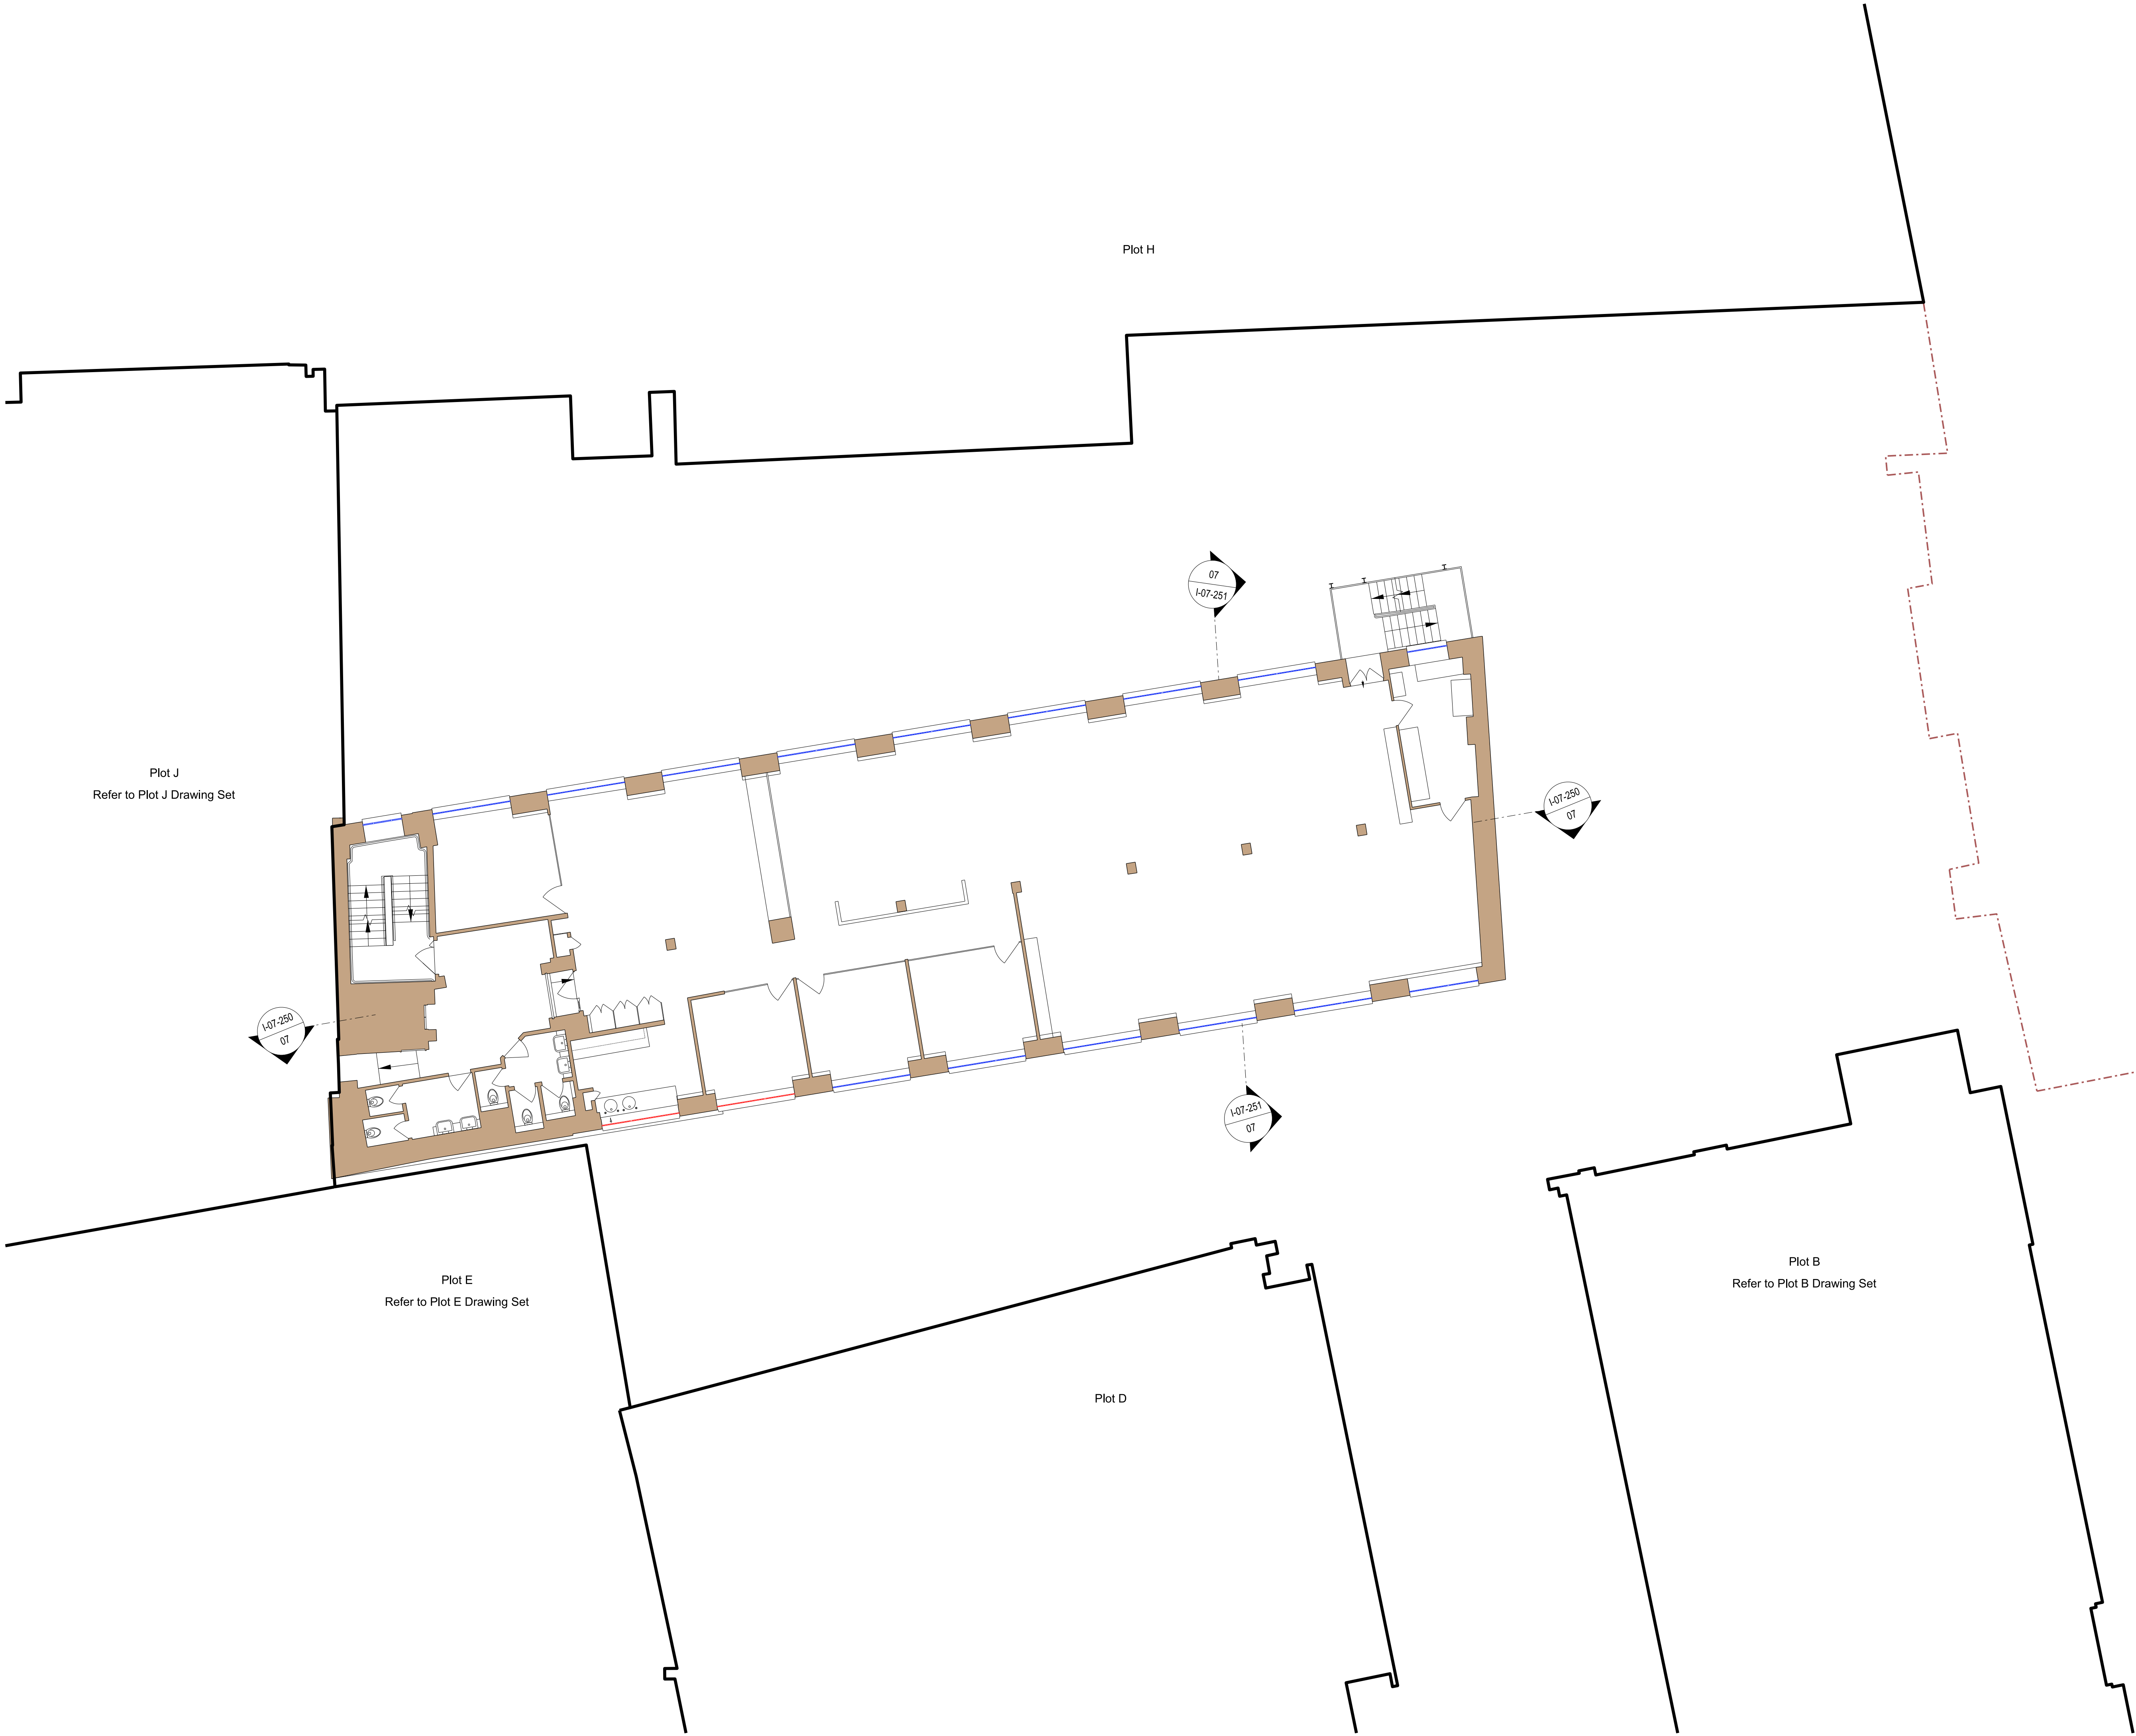 Plot H
07
I-07-251
Plot J
Refer to Plot J Drawing Set
I-07-250
07
I-07-250
07
I-07-251
07
Plot E
Refer to Plot E Drawing Set
Plot B
Refer to Plot B Drawing Set
Plot D